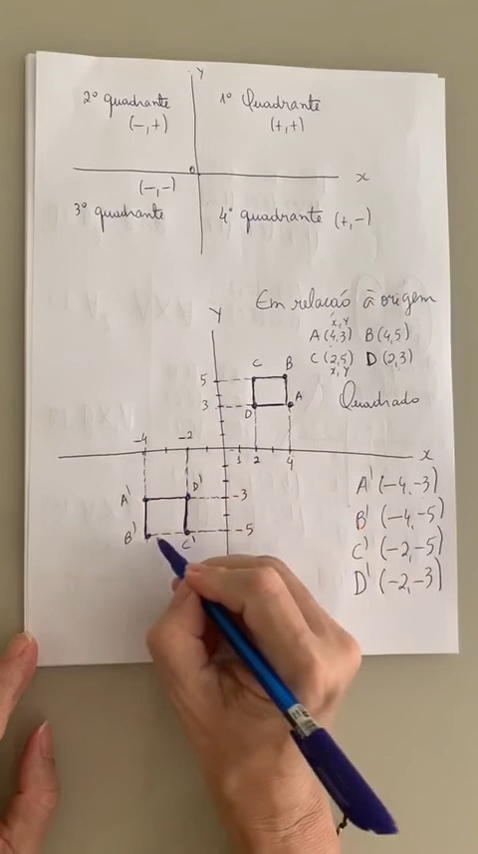 Y
2º quadrante 1º Quadrante
(-,+) (+,+)
0
x
(-,-)
3º quadrante 4º quadrante (+,-)
Em relacão à origem
Y
x,y
A(4,3) B(4,5)
C(2,5) D(2,3)
x,y
C B
5
3
D A
Quadrado
-4 -2 1 2 4 x
A' D' -3
B' C' -5
A'(-4,-3)
B'(-4,-5)
C'(-2,-5)
D'(-2,-3)